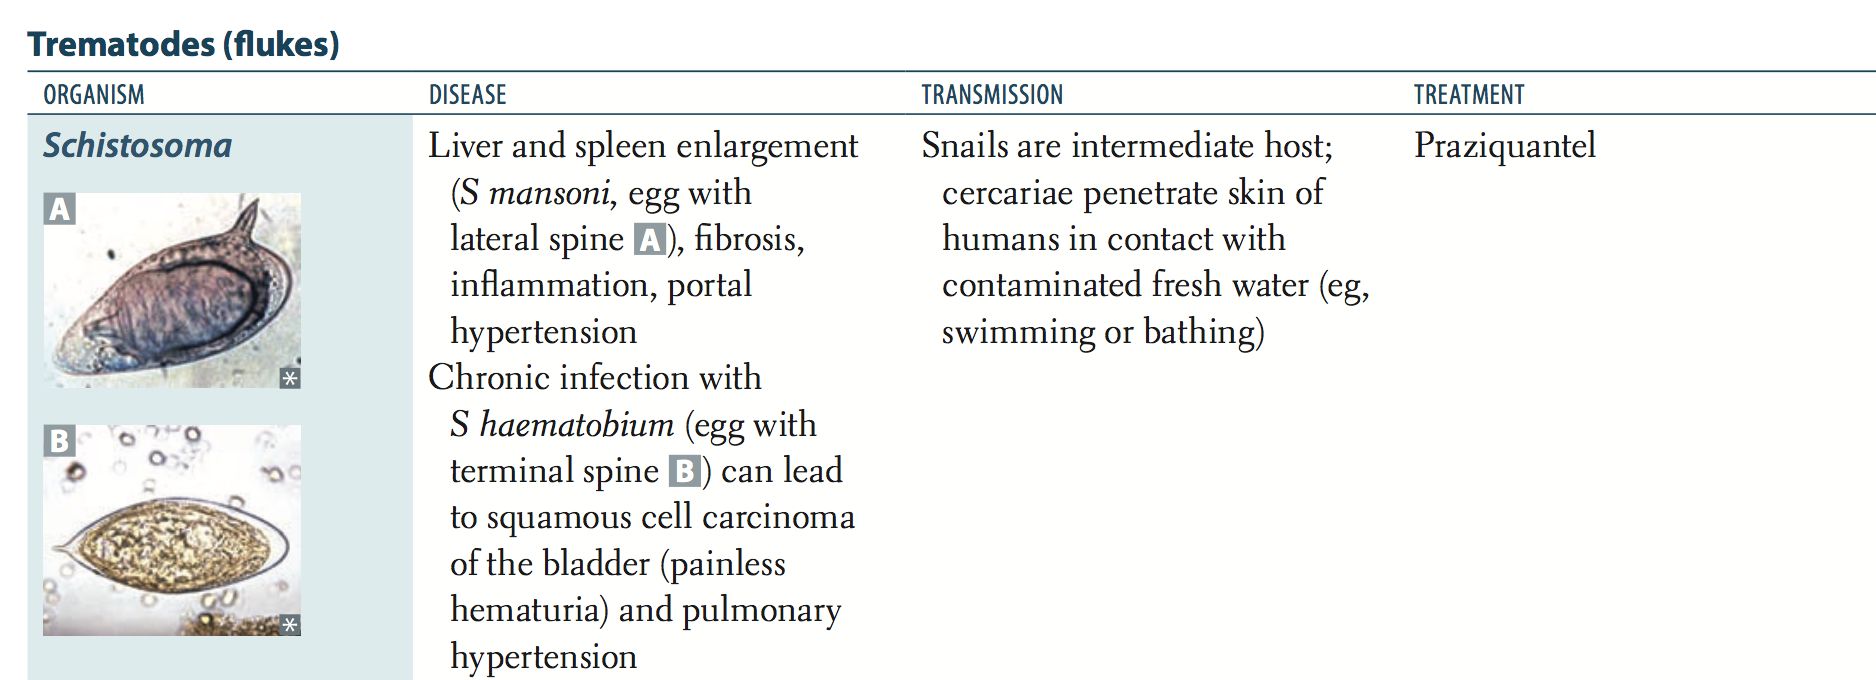 Trematodes (flukes)
ORGANISM
DISEASE
TRANSMISSION
TREATMENT
Schistosoma
A
*
B
*
Liver and spleen enlargement
(S mansoni, egg with
lateral spine A), fibrosis,
inflammation, portal
hypertension
Chronic infection with
S haematobium (egg with
terminal spine B) can lead
to squamous cell carcinoma
of the bladder (painless
hematuria) and pulmonary
hypertension
Snails are intermediate host;
cercariae penetrate skin of
humans in contact with
contaminated fresh water (eg,
swimming or bathing)
Praziquantel